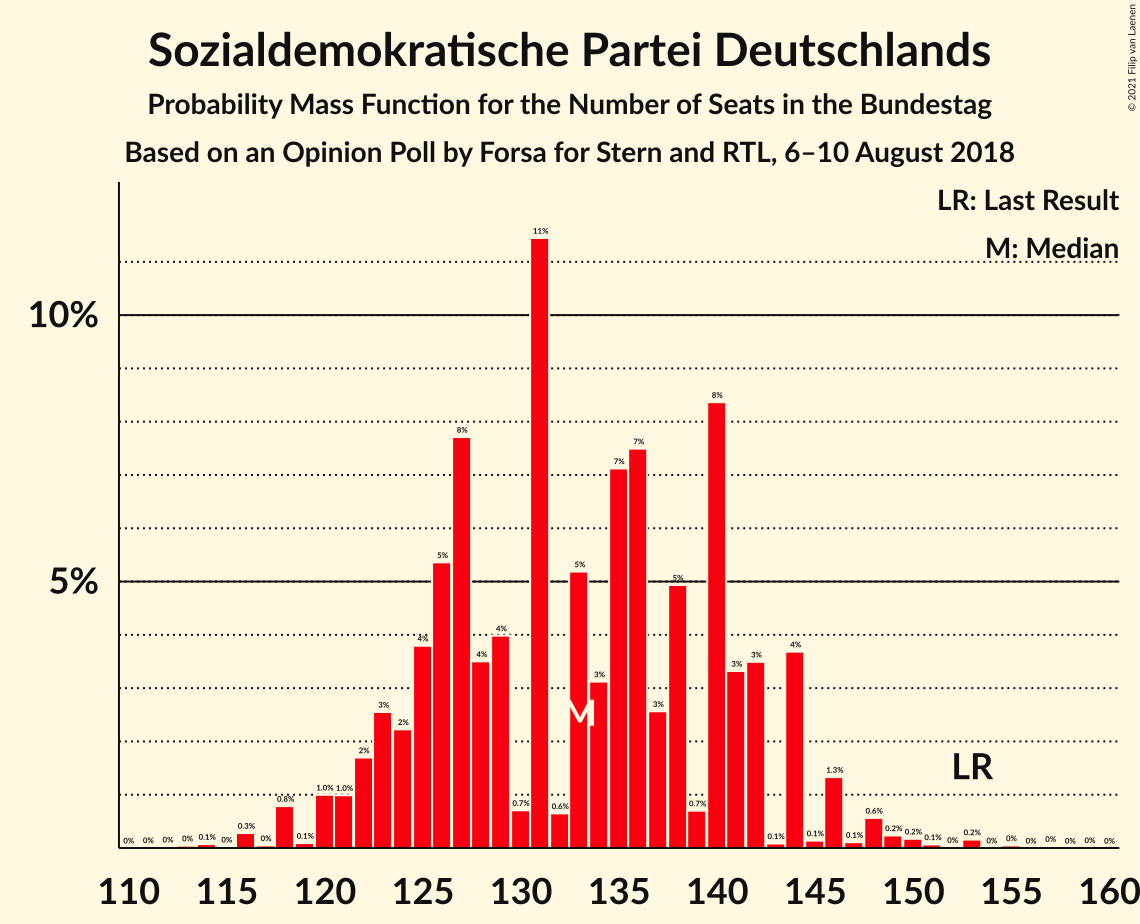 Sozialdemokratische Partei Deutschlands
Probability Mass Function for the Number of Seats in the Bundestag
Based on an Opinion Poll by Forsa for Stern and RTL, 6–10 August 2018
© 2021 Filip van Laenen
LR: Last Result
M: Median
10%
5%
0% 0% 0% 0% 0.1% 0% 0.3% 0% 0.8% 0.1% 1.0% 1.0% 2% 3% 2% 4% 5% 8% 4% 4% 0.7% 11% 0.6% 5% 3% 7% 7% 3% 5% 0.7% 8% 3% 3% 0.1% 4% 0.1% 1.3% 0.1% 0.6% 0.2% 0.2% 0.1% 0% 0.2% 0% 0% 0% 0% 0% 0% 0%
M
LR
110 115 120 125 130 135 140 145 150 155 160